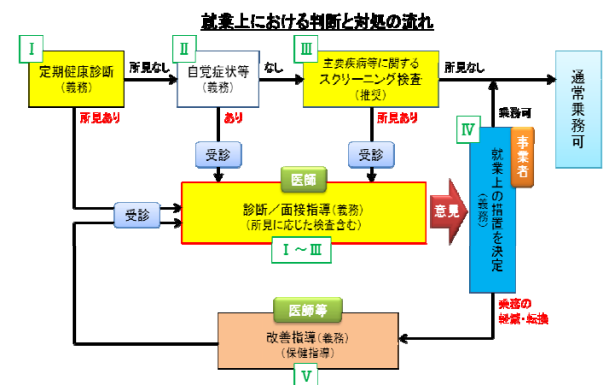 就業上における判断と対処の流れ
Ⅰ
定期健康診断
(義務)
所見なし
Ⅱ
自覚症状等
(義務)
なし
Ⅲ
主要疾病等に関する
スクリーニング検査
(推奨)
所見なし
通常乗務可
所見あり
あり
所見あり
乗務可
受診
受診
Ⅳ
事業者
就業上の措置を決定
(義務)
医師
受診
診断/面接指導(義務)
(所見に応じた検査含む)
意見
Ⅰ~Ⅲ
乗務の
軽減・転換
医師等
改善指導(義務)
(保健指導)
Ⅴ